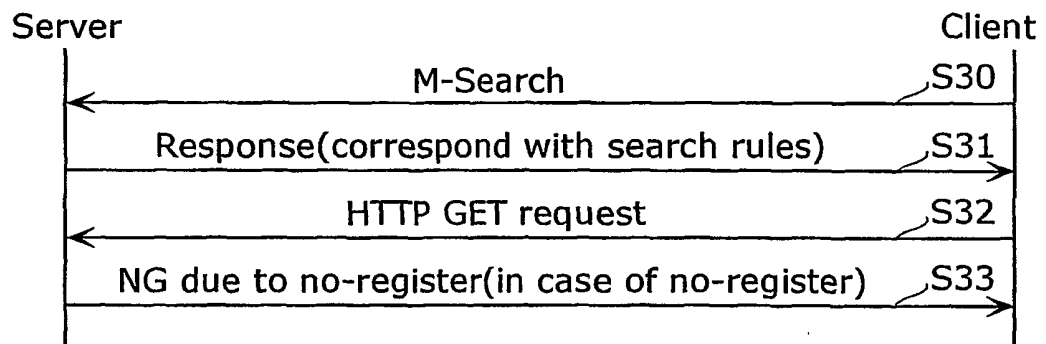 Server Client
M-Search S30
Response(correspond with search rules) S31
HTTP GET request S32
NG due to no-register(in case of no-register) S33